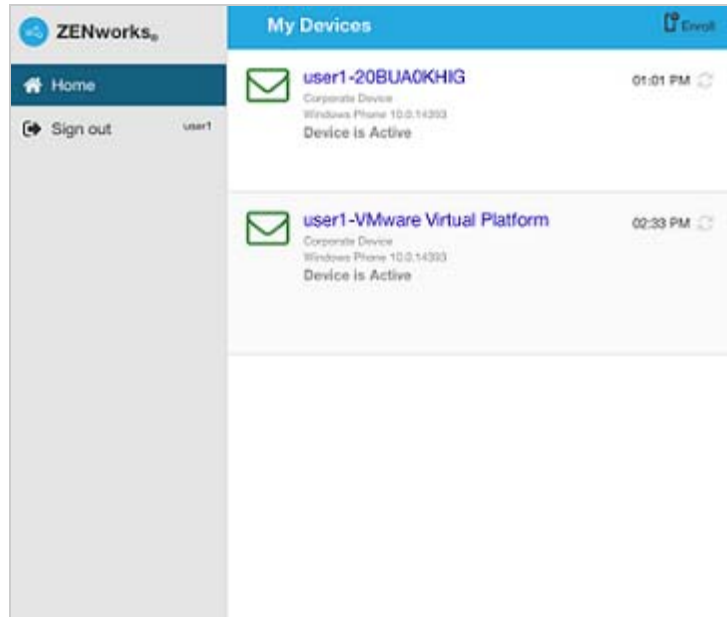 ZENworks®
My Devices
Enroll
Home
Sign out user1
user1-20BUA0KHIG 01:01 PM
Corporate Device
Windows Phone 10.0.14393
Device is Active
user1-VMware Virtual Platform 02:33 PM
Corporate Device
Windows Phone 10.0.14393
Device is Active